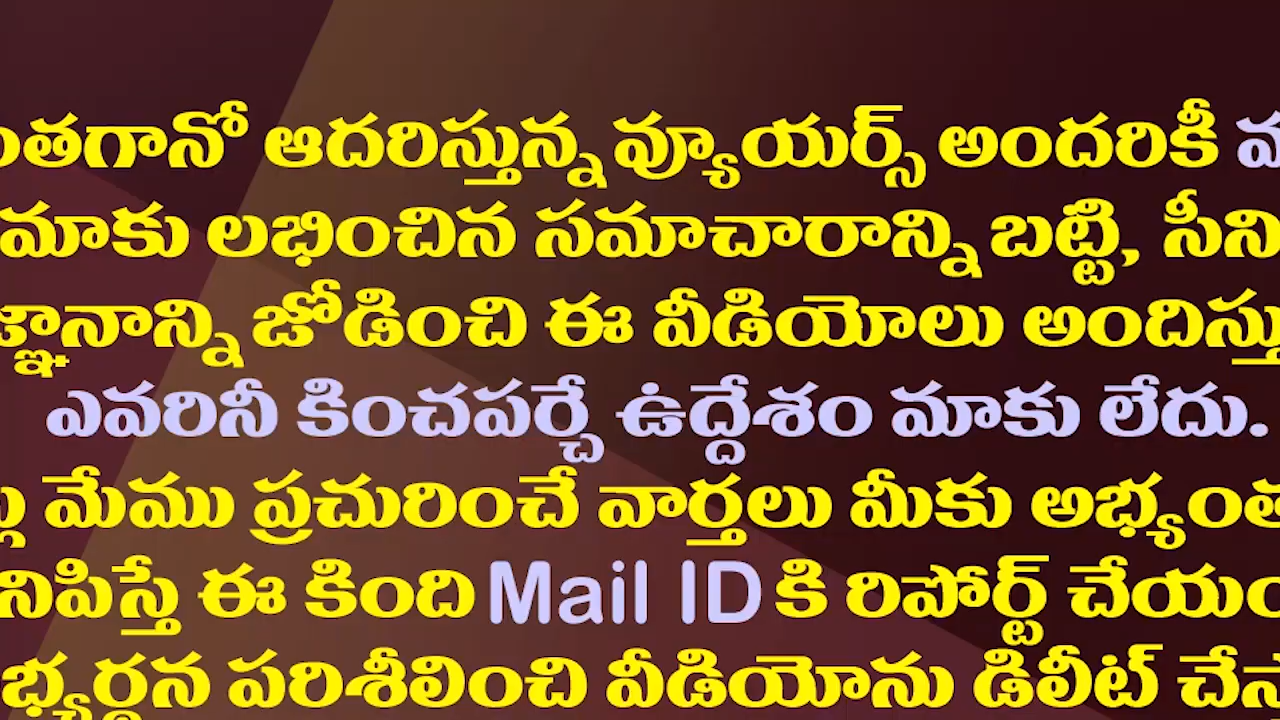 ంతగానో ఆదరిస్తున్న వ్యూయర్స్ అందరికీ
మాకు లభించిన సమాచారాన్ని బట్టి, సీని
జ్ఞానాన్ని జోడించి ఈ వీడియోలు అందిస్తు
ఎవరినీ కించపర్చే ఉద్దేశం మాకు లేదు.
మేము ప్రచురించే వార్తలు మీకు అభ్యంత
నిపిస్తే ఈ కింది Mail ID కి రిపోర్ట్ చేయం
భ్యర్థన పరిశీలించి వీడియోను డిలీట్ చేస